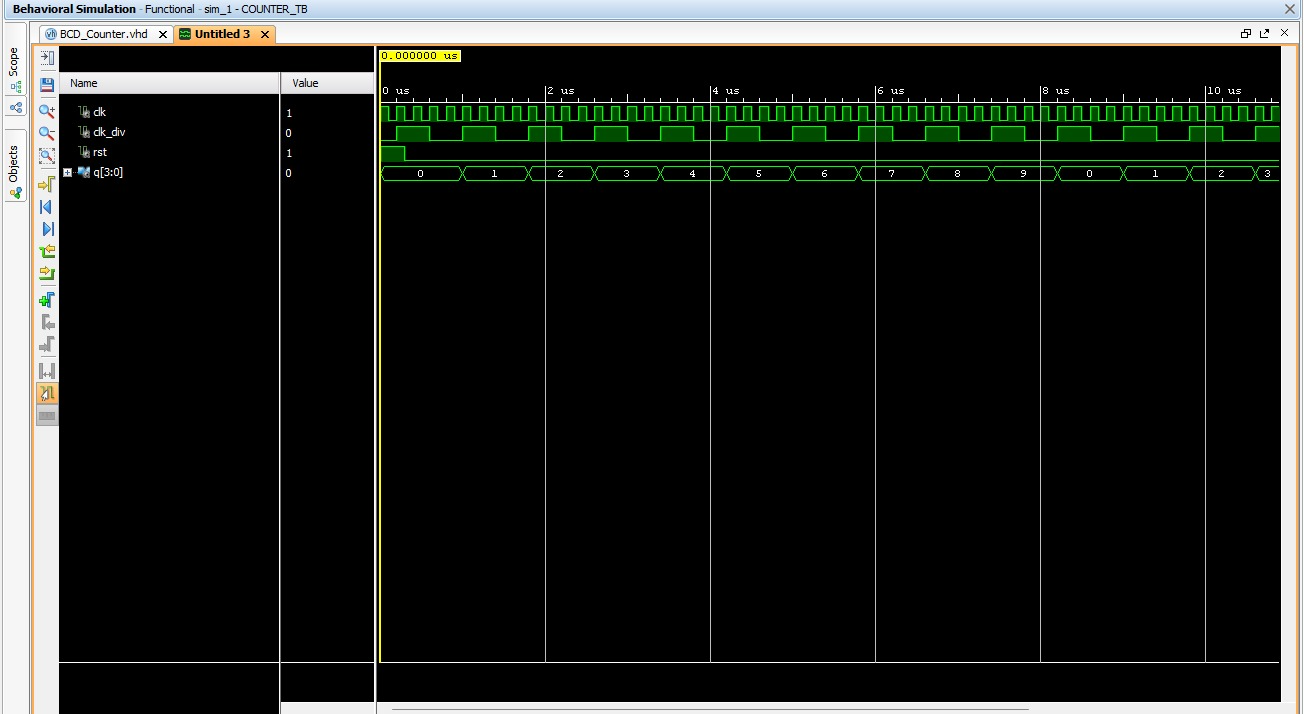 Behavioral Simulation - Functional - sim_1 - COUNTER_TB
BCD_Counter.vhd Untitled 3
Scope
Objects
0.000000 us
Name Value
0 us 2 us 4 us 6 us 8 us 10 us
clk 1
clk_div 0
rst 1
q[3:0] 0 0 1 2 3 4 5 6 7 8 9 0 1 2 3